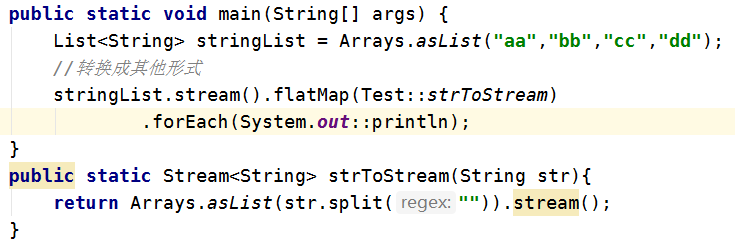 public static void main(String[] args) {
    List<String> stringList = Arrays.asList("aa","bb","cc","dd");
    //转换成其他形式
    stringList.stream().flatMap(Test::strToStream)
            .forEach(System.out::println);
}
public static Stream<String> strToStream(String str){
    return Arrays.asList(str.split( regex: "")).stream();
}